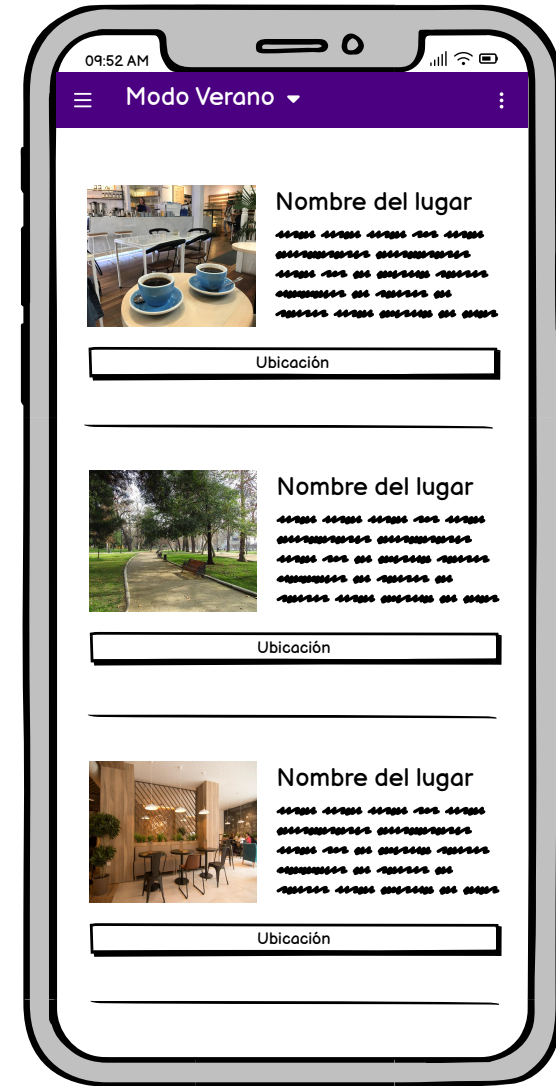 09:52 AM
Modo Verano
Nombre del lugar
Ubicación
Nombre del lugar
Ubicación
Nombre del lugar
Ubicación